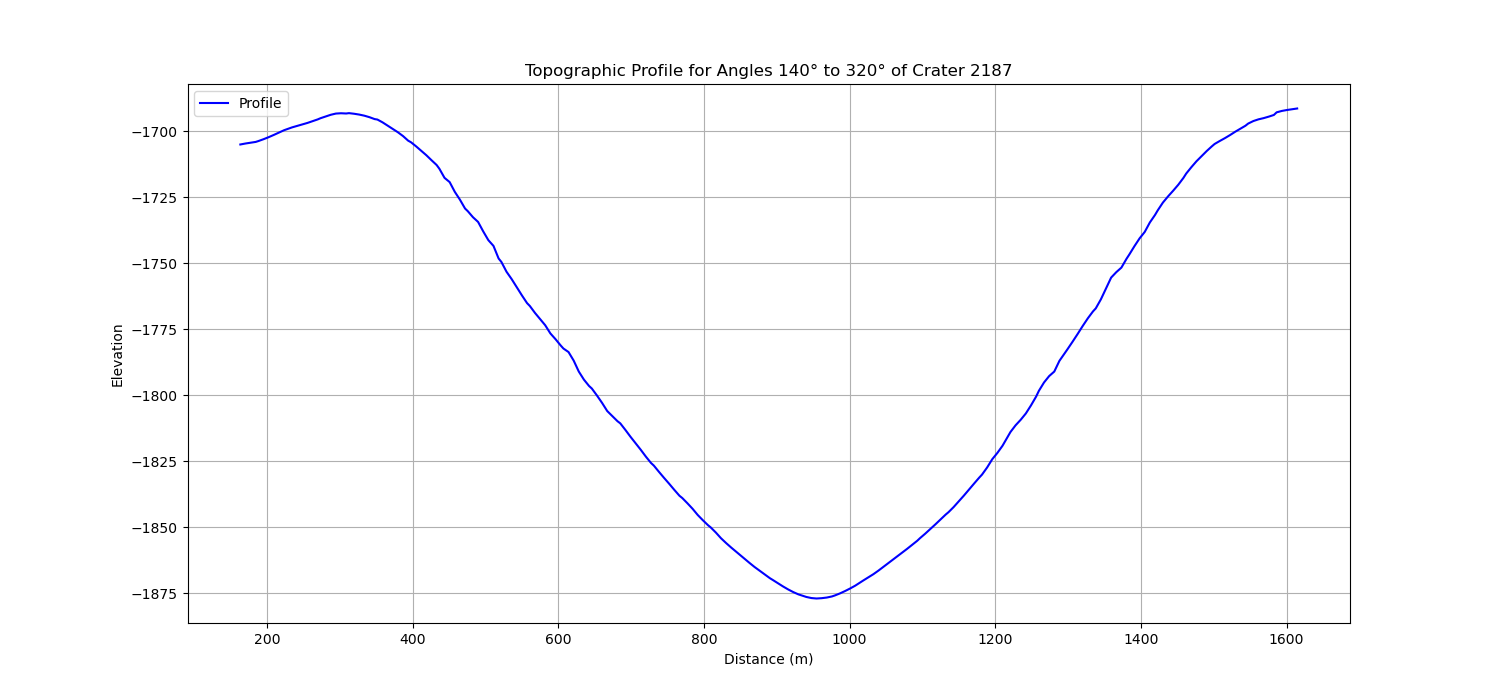 Topographic Profile for Angles 140° to 320° of Crater 2187
Profile
−1700
−1725
−1750
−1775
−1800
−1825
−1850
−1875
Elevation
200 400 600 800 1000 1200 1400 1600
Distance (m)